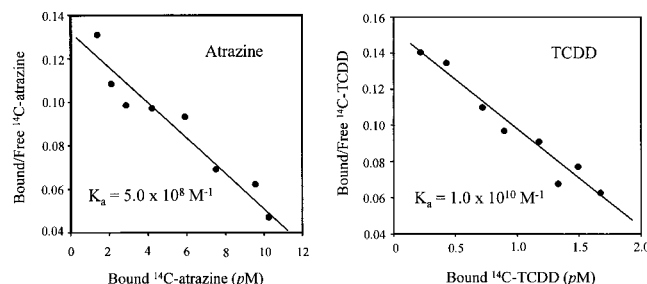 0.14
0.12
0.10
0.08
0.06
0.04
0 2 4 6 8 10 12
Bound/Free ¹⁴C-atrazine
Atrazine
Kₐ = 5.0 x 10⁸ M⁻¹
Bound ¹⁴C-atrazine (pM)
0.16
0.14
0.12
0.10
0.08
0.06
0.04
0 0.5 1.0 1.5 2.0
Bound/Free ¹⁴C-TCDD
TCDD
Kₐ = 1.0 x 10¹⁰ M⁻¹
Bound ¹⁴C-TCDD (pM)